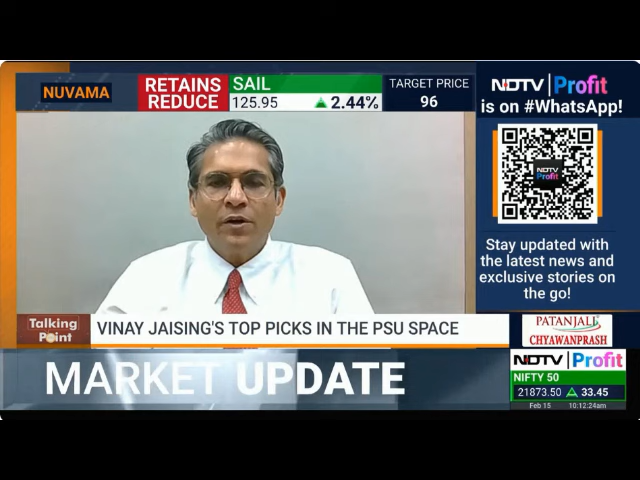 NUVAMA
RETAINS
REDUCE
SAIL
125.95 ▲ 2.44%
TARGET PRICE
96
NDTV Profit
is on #WhatsApp!
NDTV
Profit
Stay updated with
the latest news and
exclusive stories on
the go!
Talking
Point
VINAY JAISING'S TOP PICKS IN THE PSU SPACE
MARKET UPDATE
PATANJALI
CHYAWANPRASH
NDTV Profit
NIFTY 50
21873.50 ▲ 33.45
Feb 15 10:12:24am